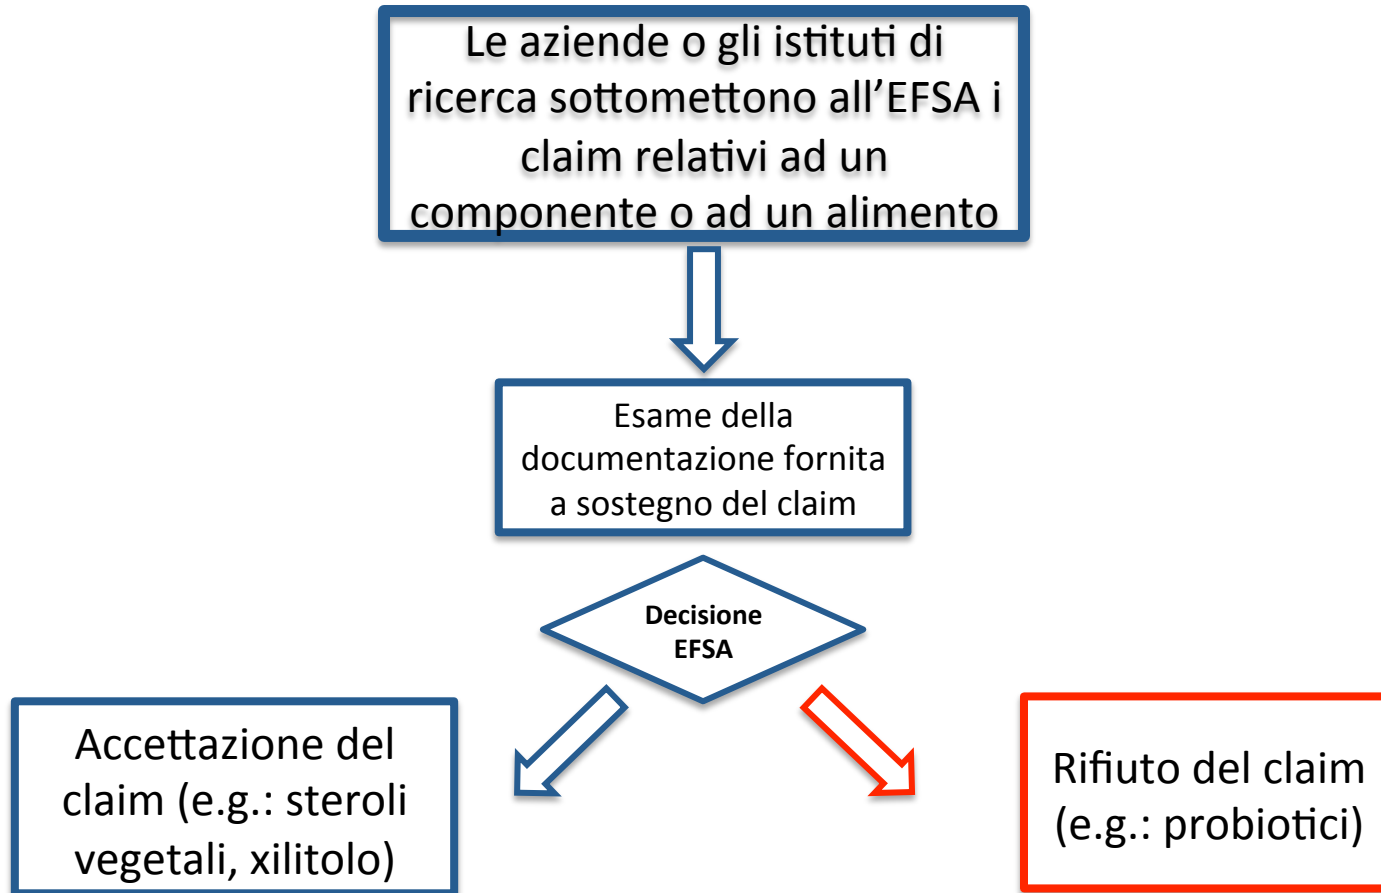 Le aziende o gli istituti di
ricerca sottomettono all’EFSA i
claim relativi ad un
componente o ad un alimento
Esame della
documentazione fornita
a sostegno del claim
Decisione
EFSA
Accettazione del
claim (e.g.: steroli
vegetali, xilitolo)
Rifiuto del claim
(e.g.: probiotici)